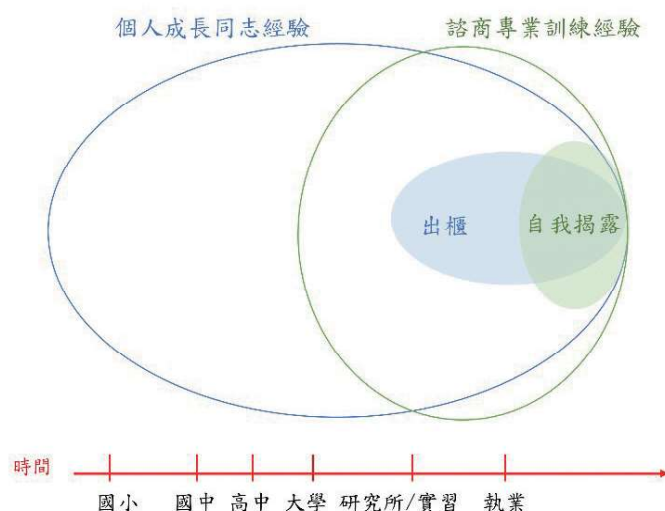 個人成長同志經驗
諮商專業訓練經驗
出櫃
自我揭露
時間
國小 國中 高中 大學 研究所/實習 執業